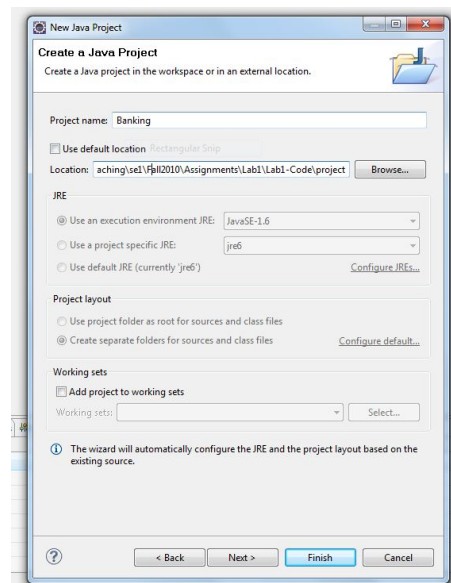 New Java Project
Create a Java Project
Create a Java project in the workspace or in an external location.
Project name: Banking
Use default location Rectangular Snip
Location: aching\se1\Fall2010\Assignments\Lab1\Lab1-Code\project Browse...
JRE
Use an execution environment JRE: JavaSE-1.6
Use a project specific JRE: jre6
Use default JRE (currently 'jre6') Configure JREs...
Project layout
Use project folder as root for sources and class files
Create separate folders for sources and class files Configure default...
Working sets
Add project to working sets
Working sets: Select...
The wizard will automatically configure the JRE and the project layout based on the
existing source.
? < Back Next > Finish Cancel